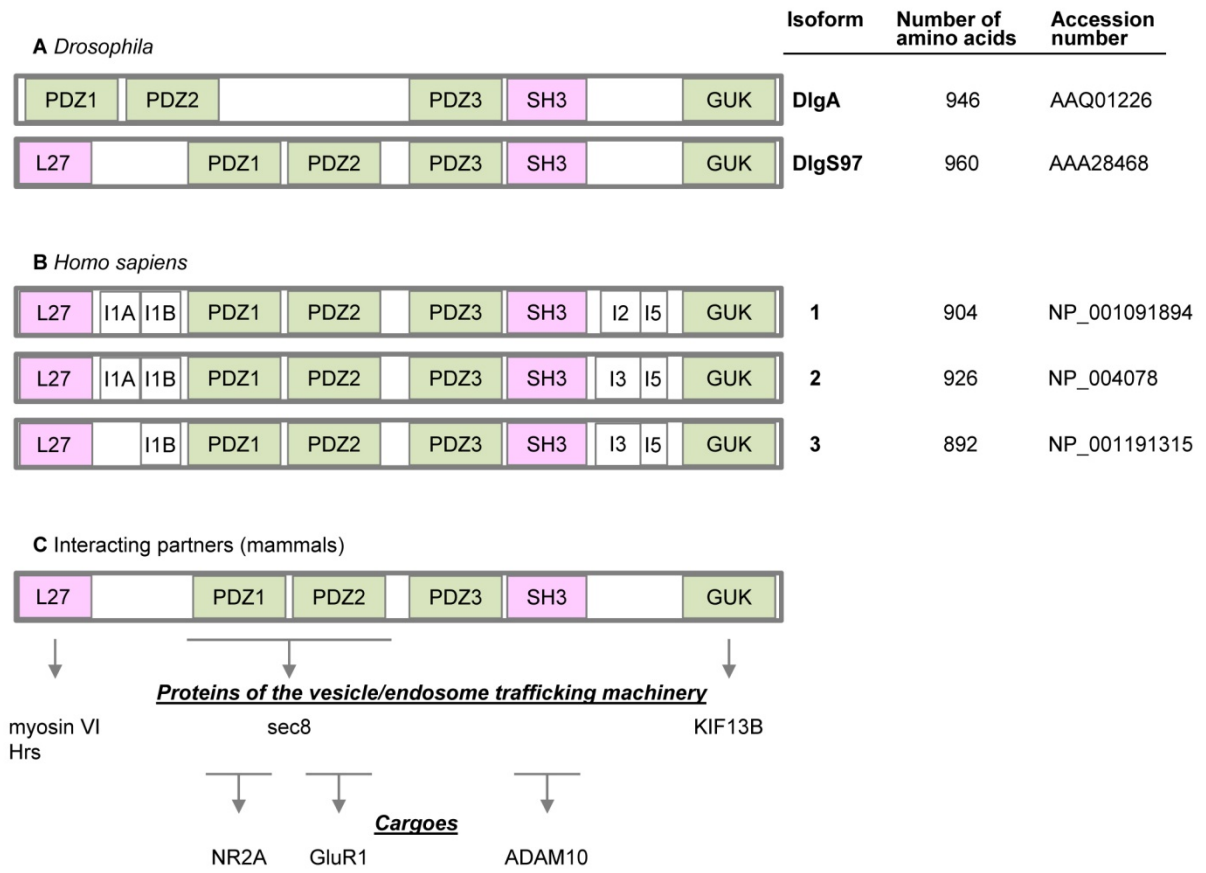 Isoform Number of amino acids Accession number
A Drosophila
PDZ1 PDZ2 PDZ3 SH3 GUK DlgA 946 AAQ01226
L27 PDZ1 PDZ2 PDZ3 SH3 GUK DlgS97 960 AAA28468
B Homo sapiens
L27 I1A I1B PDZ1 PDZ2 PDZ3 SH3 I2 I5 GUK 1 904 NP_001091894
L27 I1A I1B PDZ1 PDZ2 PDZ3 SH3 I3 I5 GUK 2 926 NP_004078
L27 I1B PDZ1 PDZ2 PDZ3 SH3 I3 I5 GUK 3 892 NP_001191315
C Interacting partners (mammals)
L27 PDZ1 PDZ2 PDZ3 SH3 GUK
Proteins of the vesicle/endosome trafficking machinery
myosin VI sec8 KIF13B
Hrs
Cargoes
NR2A GluR1 ADAM10